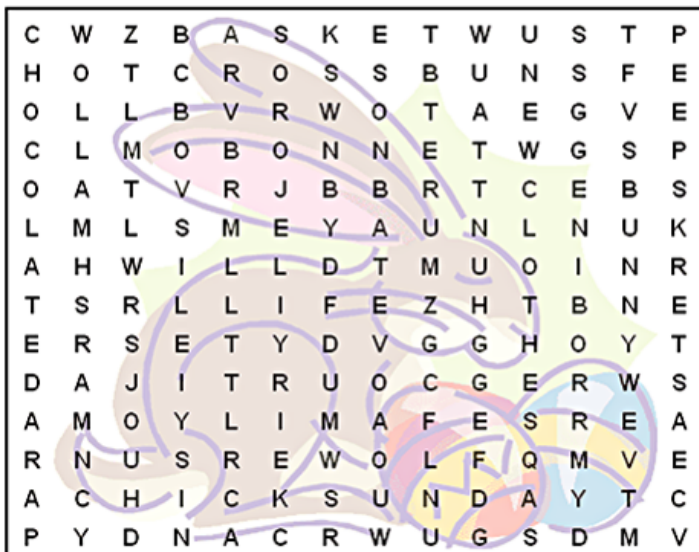 C W Z B A S K E T W U S T P
H O T C R O S S B U N S F E
O L L B V R W O T A E G V E
C L M O B O N N E T W G S P
O A T V R J B B R T C E B S
L M L S M E Y A U N L N U K
A H W I L L D T M U O I N R
T S R L L I F E Z H T B N E
E R S E T Y D V G G H O Y T
D A J I T R U O C G E R W S
A M O Y L I M A F E S R E A
R N U S R E W O L F Q M V E
A C H I C K S U N D A Y T C
P Y D N A C R W U G S D M V